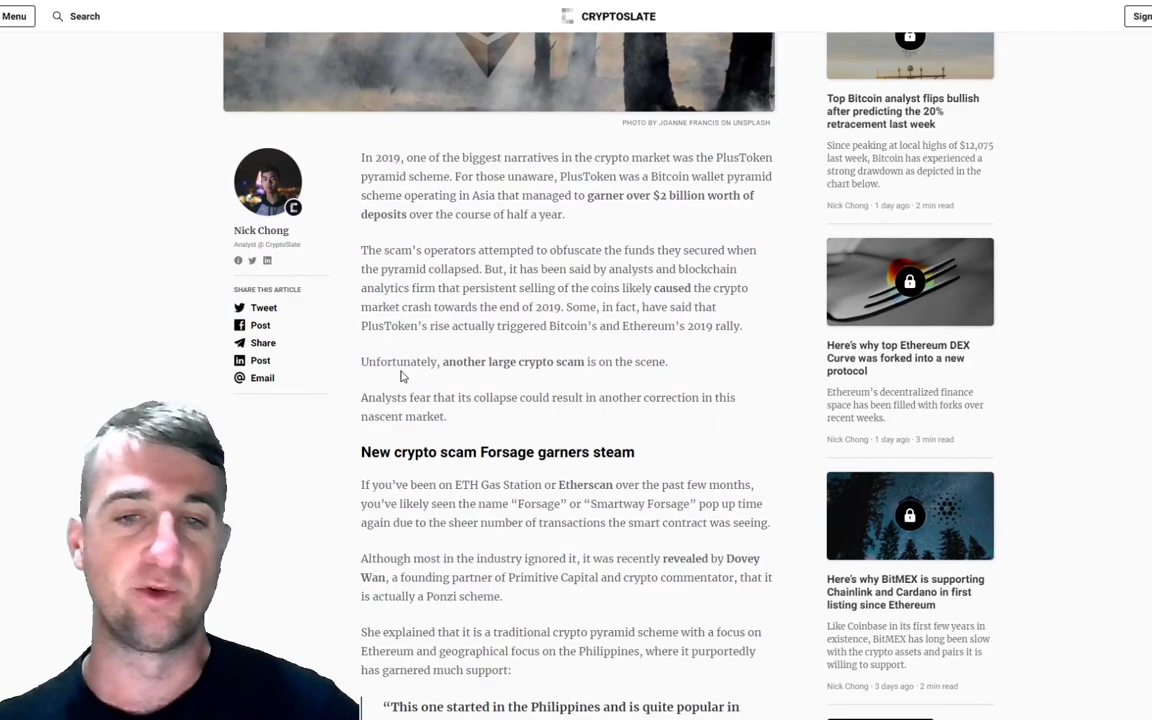 Menu
Search
CRYPTOSLATE
Sign
PHOTO BY JOANNE FRANCIS ON UNSPLASH
Nick Chong
Analyst @ CryptoSlate
SHARE THIS ARTICLE
Tweet
Post
Share
Post
Email
In 2019, one of the biggest narratives in the crypto market was the PlusToken
pyramid scheme. For those unaware, PlusToken was a Bitcoin wallet pyramid
scheme operating in Asia that managed to garner over $2 billion worth of
deposits over the course of half a year.
The scam's operators attempted to obfuscate the funds they secured when
the pyramid collapsed. But, it has been said by analysts and blockchain
analytics firm that persistent selling of the coins likely caused the crypto
market crash towards the end of 2019. Some, in fact, have said that
PlusToken's rise actually triggered Bitcoin's and Ethereum's 2019 rally.
Unfortunately, another large crypto scam is on the scene.
Analysts fear that its collapse could result in another correction in this
nascent market.
New crypto scam Forsage garners steam
If you've been on ETH Gas Station or Etherscan over the past few months,
you've likely seen the name “Forsage” or “Smartway Forsage” pop up time
again due to the sheer number of transactions the smart contract was seeing.
Although most in the industry ignored it, it was recently revealed by Dovey
Wan, a founding partner of Primitive Capital and crypto commentator, that it
is actually a Ponzi scheme.
She explained that it is a traditional crypto pyramid scheme with a focus on
Ethereum and geographical focus on the Philippines, where it purportedly
has garnered much support:
“This one started in the Philippines and is quite popular in
Top Bitcoin analyst flips bullish
after predicting the 20%
retracement last week
Since peaking at local highs of $12,075
last week, Bitcoin has experienced a
strong drawdown as depicted in the
chart below.
Nick Chong · 1 day ago · 2 min read
Here's why top Ethereum DEX
Curve was forked into a new
protocol
Ethereum's decentralized finance
space has been filled with forks over
recent weeks.
Nick Chong · 1 day ago · 3 min read
Here's why BitMEX is supporting
Chainlink and Cardano in first
listing since Ethereum
Like Coinbase in its first few years in
existence, BitMEX has long been slow
with the crypto assets and pairs it is
willing to support.
Nick Chong · 3 days ago · 2 min read